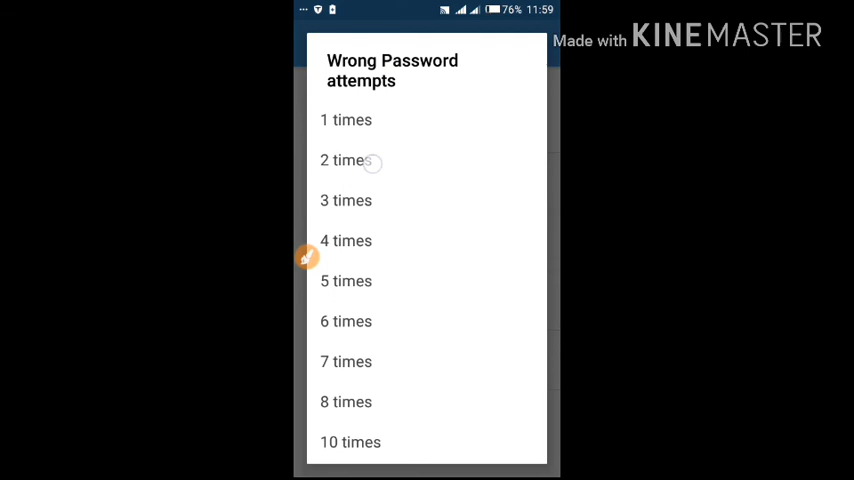 76% 11:59
Made with KINEMASTER
Wrong Password
attempts
1 times
2 times
3 times
4 times
5 times
6 times
7 times
8 times
10 times